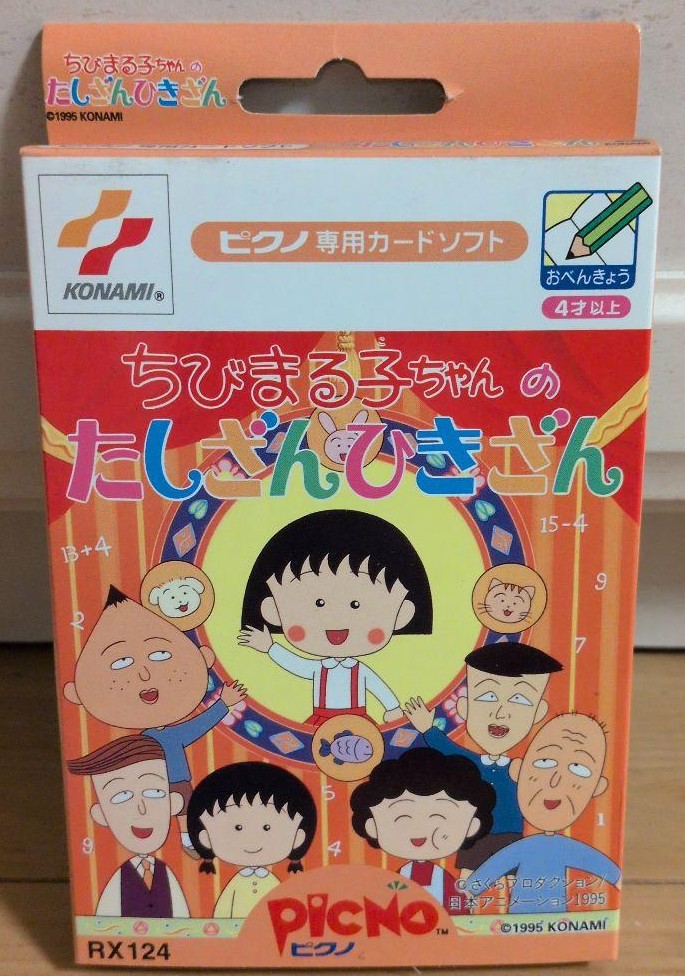 ちびまる子ちゃんの
たしざんひきざん
©1995 KONAMI
KONAMI®
ピクノ専用カードソフト
おべんきょう
4才以上
ちびまる子ちゃんの
たしざんひきざん
13+4
15-4
2
9
7
5
9
4
1
©さくらプロダクション/
日本アニメーション1995
PiCNO™
ピクノ
©1995 KONAMI
RX124